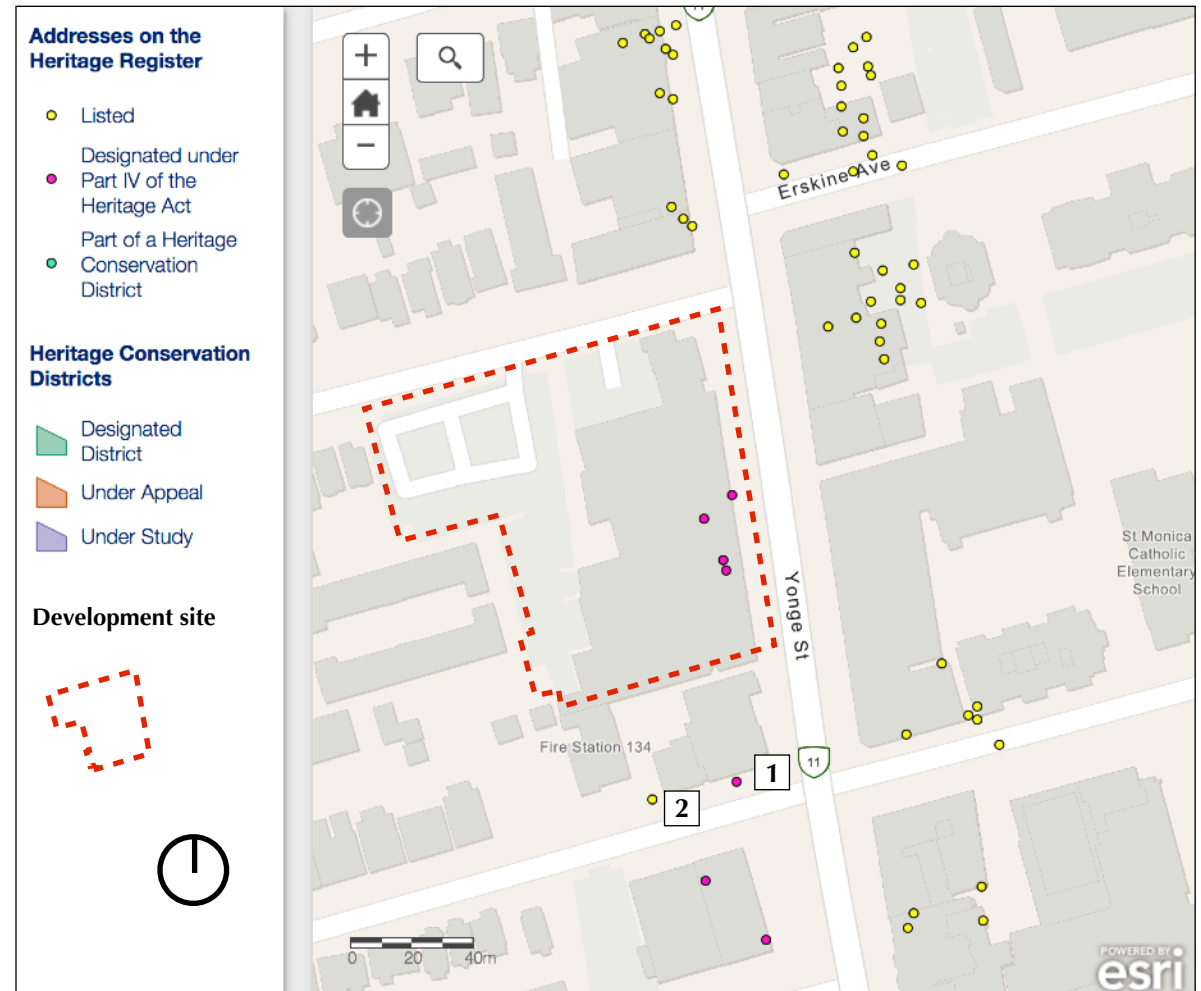 Addresses on the
Heritage Register
Listed
Designated under
Part IV of the
Heritage Act
Part of a Heritage
Conservation
District
Heritage Conservation
Districts
Designated
District
Under Appeal
Under Study
Development site
+
−
Erskine Ave
Yonge St
St Monica
Catholic
Elementary
School
Fire Station 134
1
11
2
0 20 40m
POWERED BY
esri